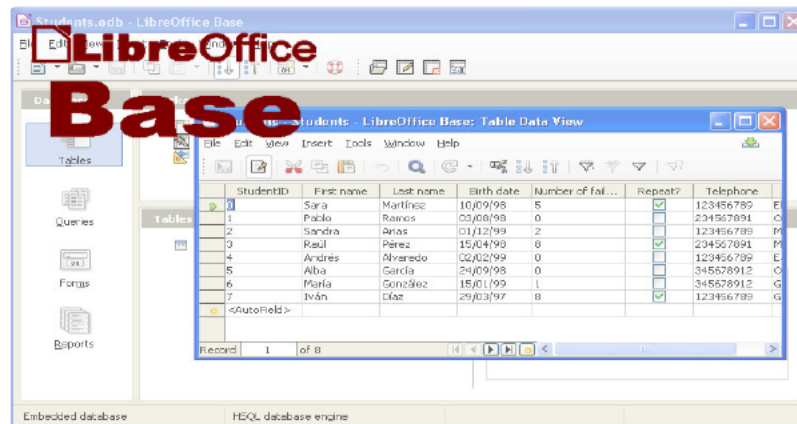 Students.odb - LibreOffice Base
LibreOffice
Base
Students - LibreOffice Base: Table Data View
File Edit View Insert Tools Window Help
Tables
Queries
Forms
Reports
Tables
StudentID First name Last name Birth date Number of fai... Repeat? Telephone
0 Sara Martínez 10/09/98 5 123456789
1 Pablo Ramos 03/08/98 0 234567891
2 Sandra Arias 01/12/99 2 123456789
3 Raúl Pérez 15/04/98 8 234567891
4 Andrés Alvaredo 02/02/99 0 123456789
5 Alba García 24/09/98 0 345678912
6 María González 15/01/99 1 345678912
7 Iván Díaz 29/03/97 8 123456789
<AutoField>
Record 1 of 8
Embedded database HSQL database engine